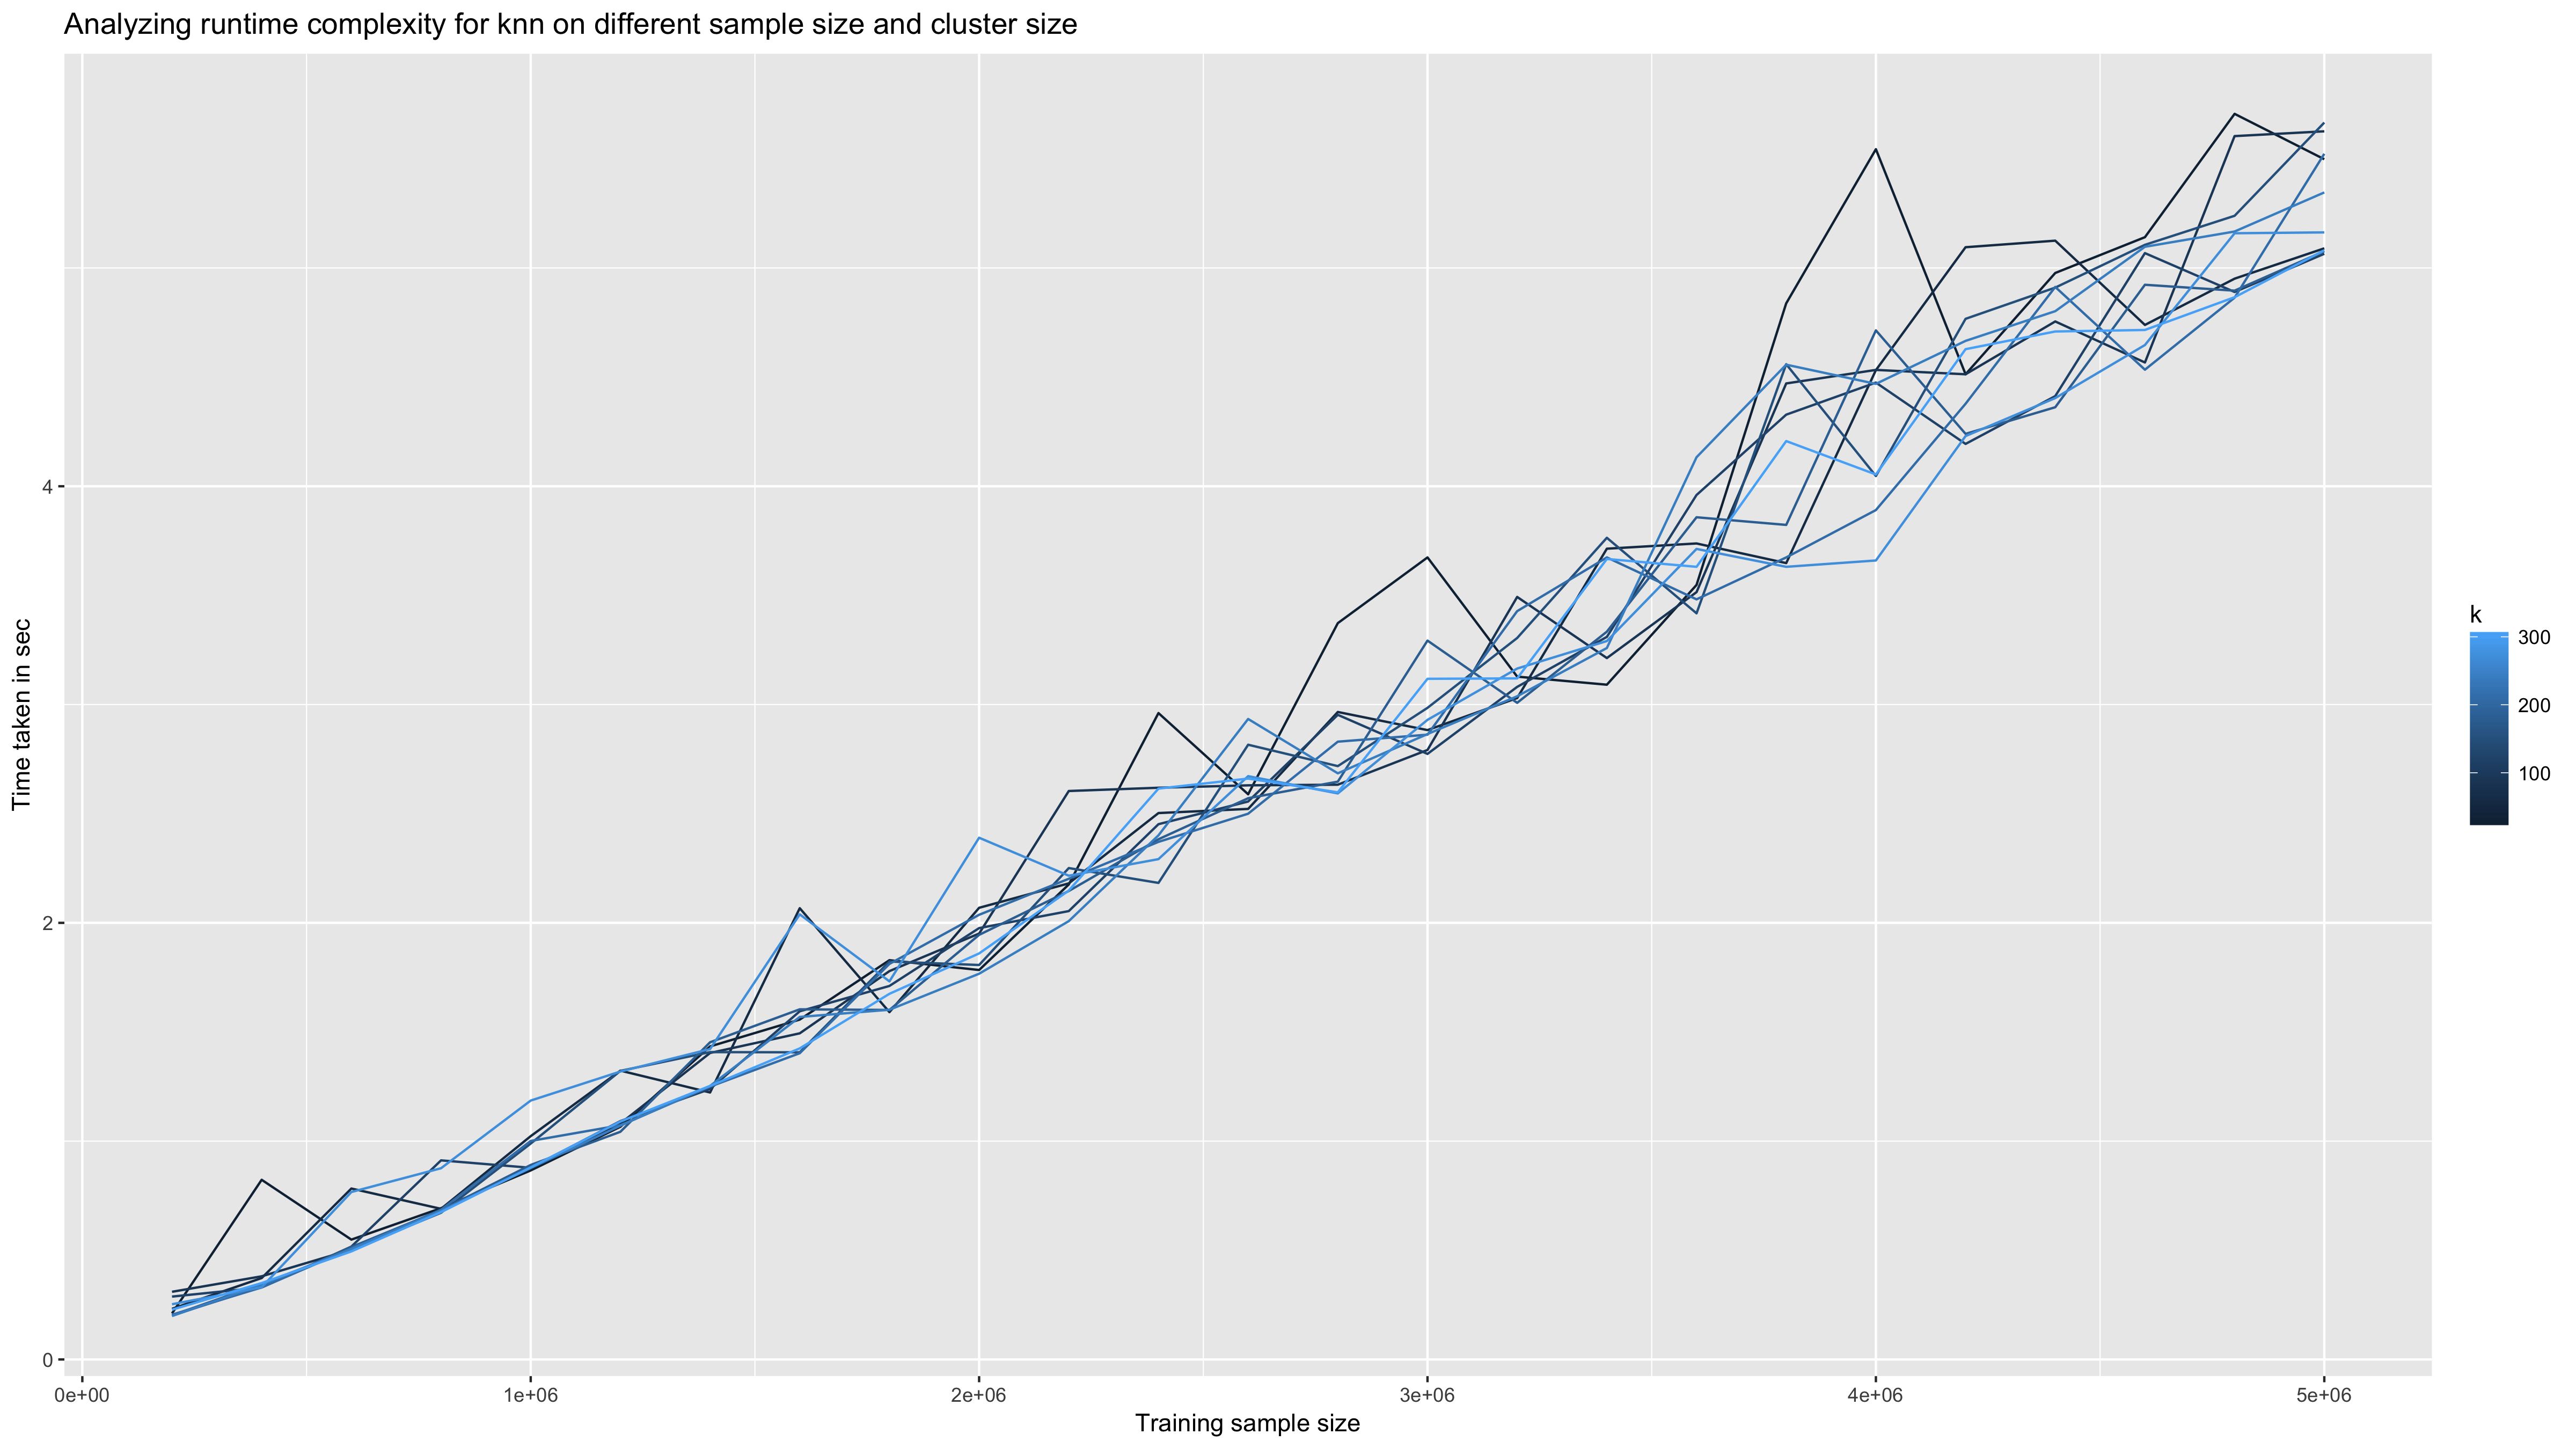 Analyzing runtime complexity for knn on different sample size and cluster size
Time taken in sec
4
2
0
0e+00
1e+06
2e+06
3e+06
4e+06
5e+06
Training sample size
k
300
200
100